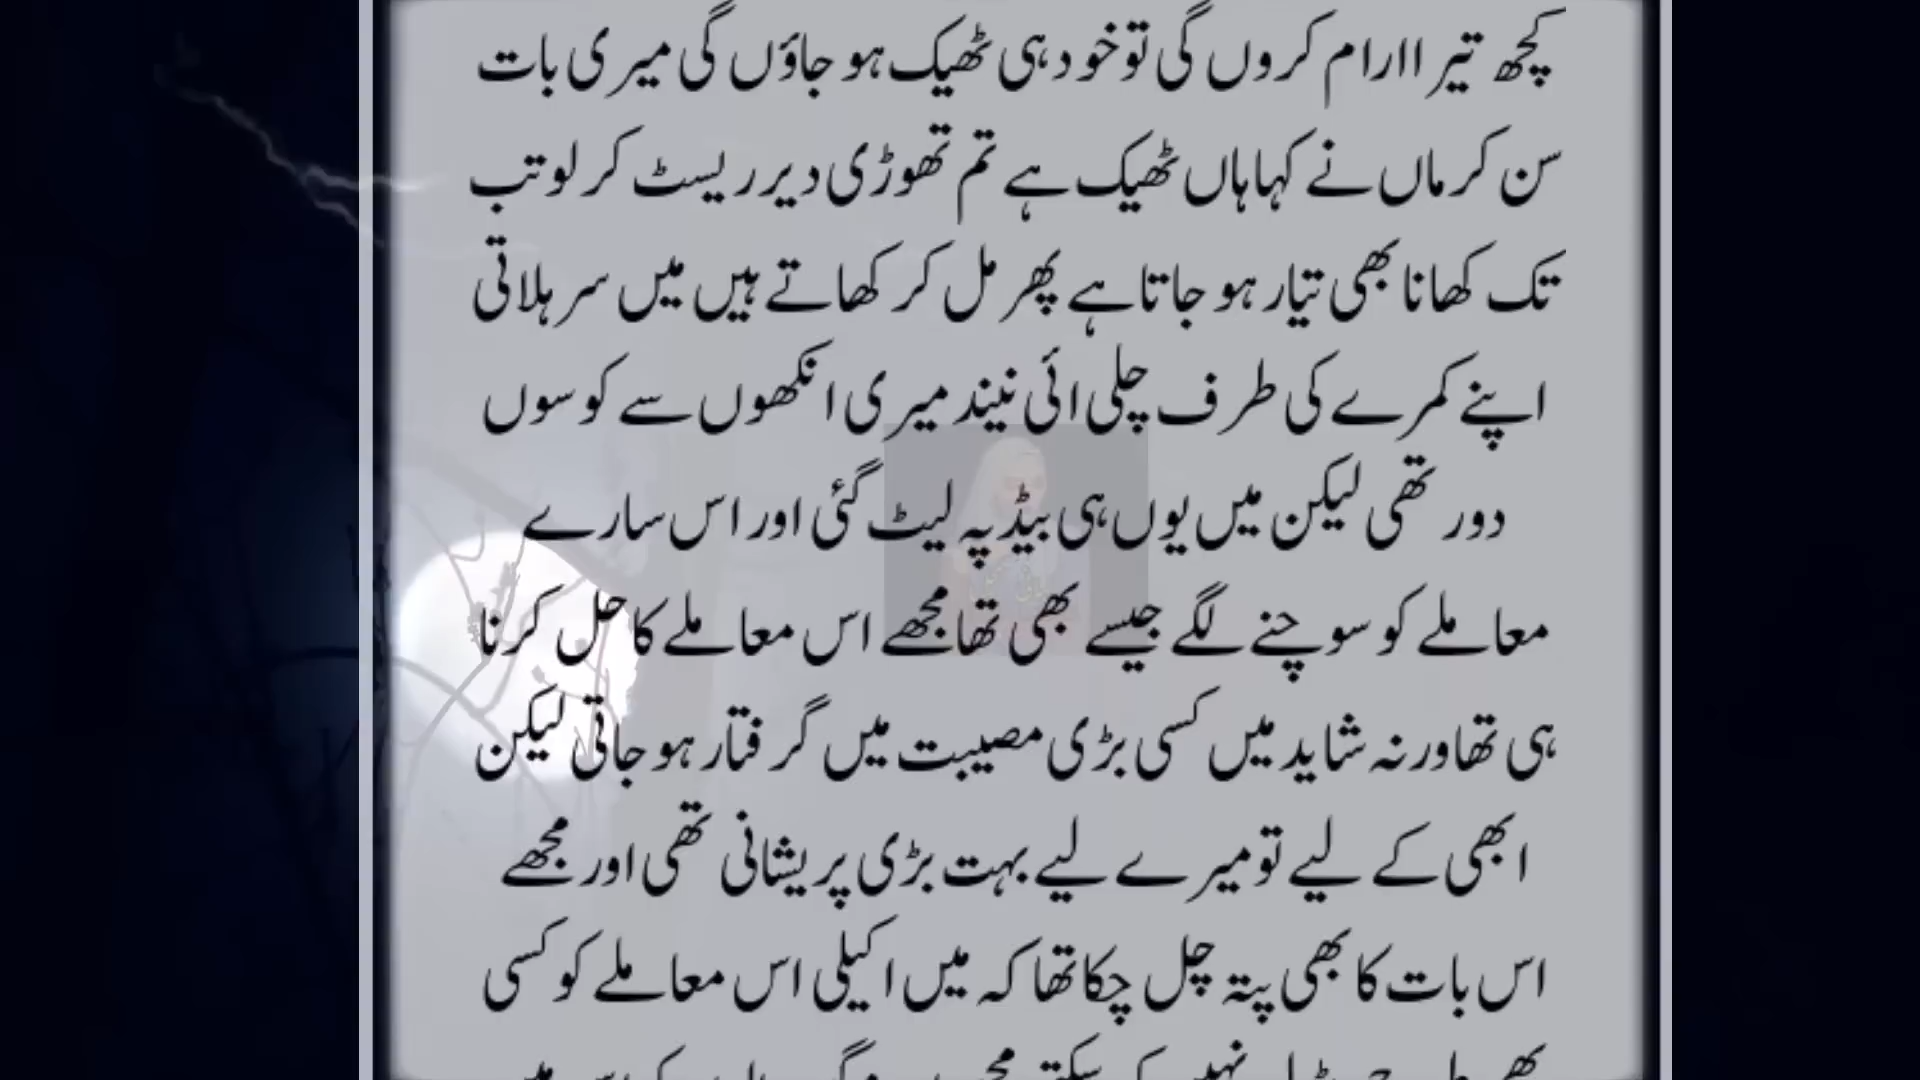 کچھ تیر اارام کروں گی تو خود ہی ٹھیک ہو جاؤں گی میری بات
سن کر ماں نے کہا ہاں ٹھیک ہے تم تھوڑی دیر ریسٹ کر لو تب
تک کھانا بھی تیار ہو جاتا ہے پھر مل کر کھاتے ہیں میں سر ہلاتی
اپنے کمرے کی طرف چلی ائی نیند میری انکھوں سے کوسوں
دور تھی لیکن میں یوں ہی بیڈ پہ لیٹ گئی اور اس سارے
معاملے کو سوچنے لگے جیسے بھی تھا مجھے اس معاملے کا حل کرنا
ہی تھا ورنہ شاید میں کسی بڑی مصیبت میں گرفتار ہو جاتی لیکن
ابھی کے لیے تو میرے لیے بہت بڑی پریشانی تھی اور مجھے
اس بات کا بھی پتہ چل چکا تھا کہ میں اکیلی اس معاملے کو کسی